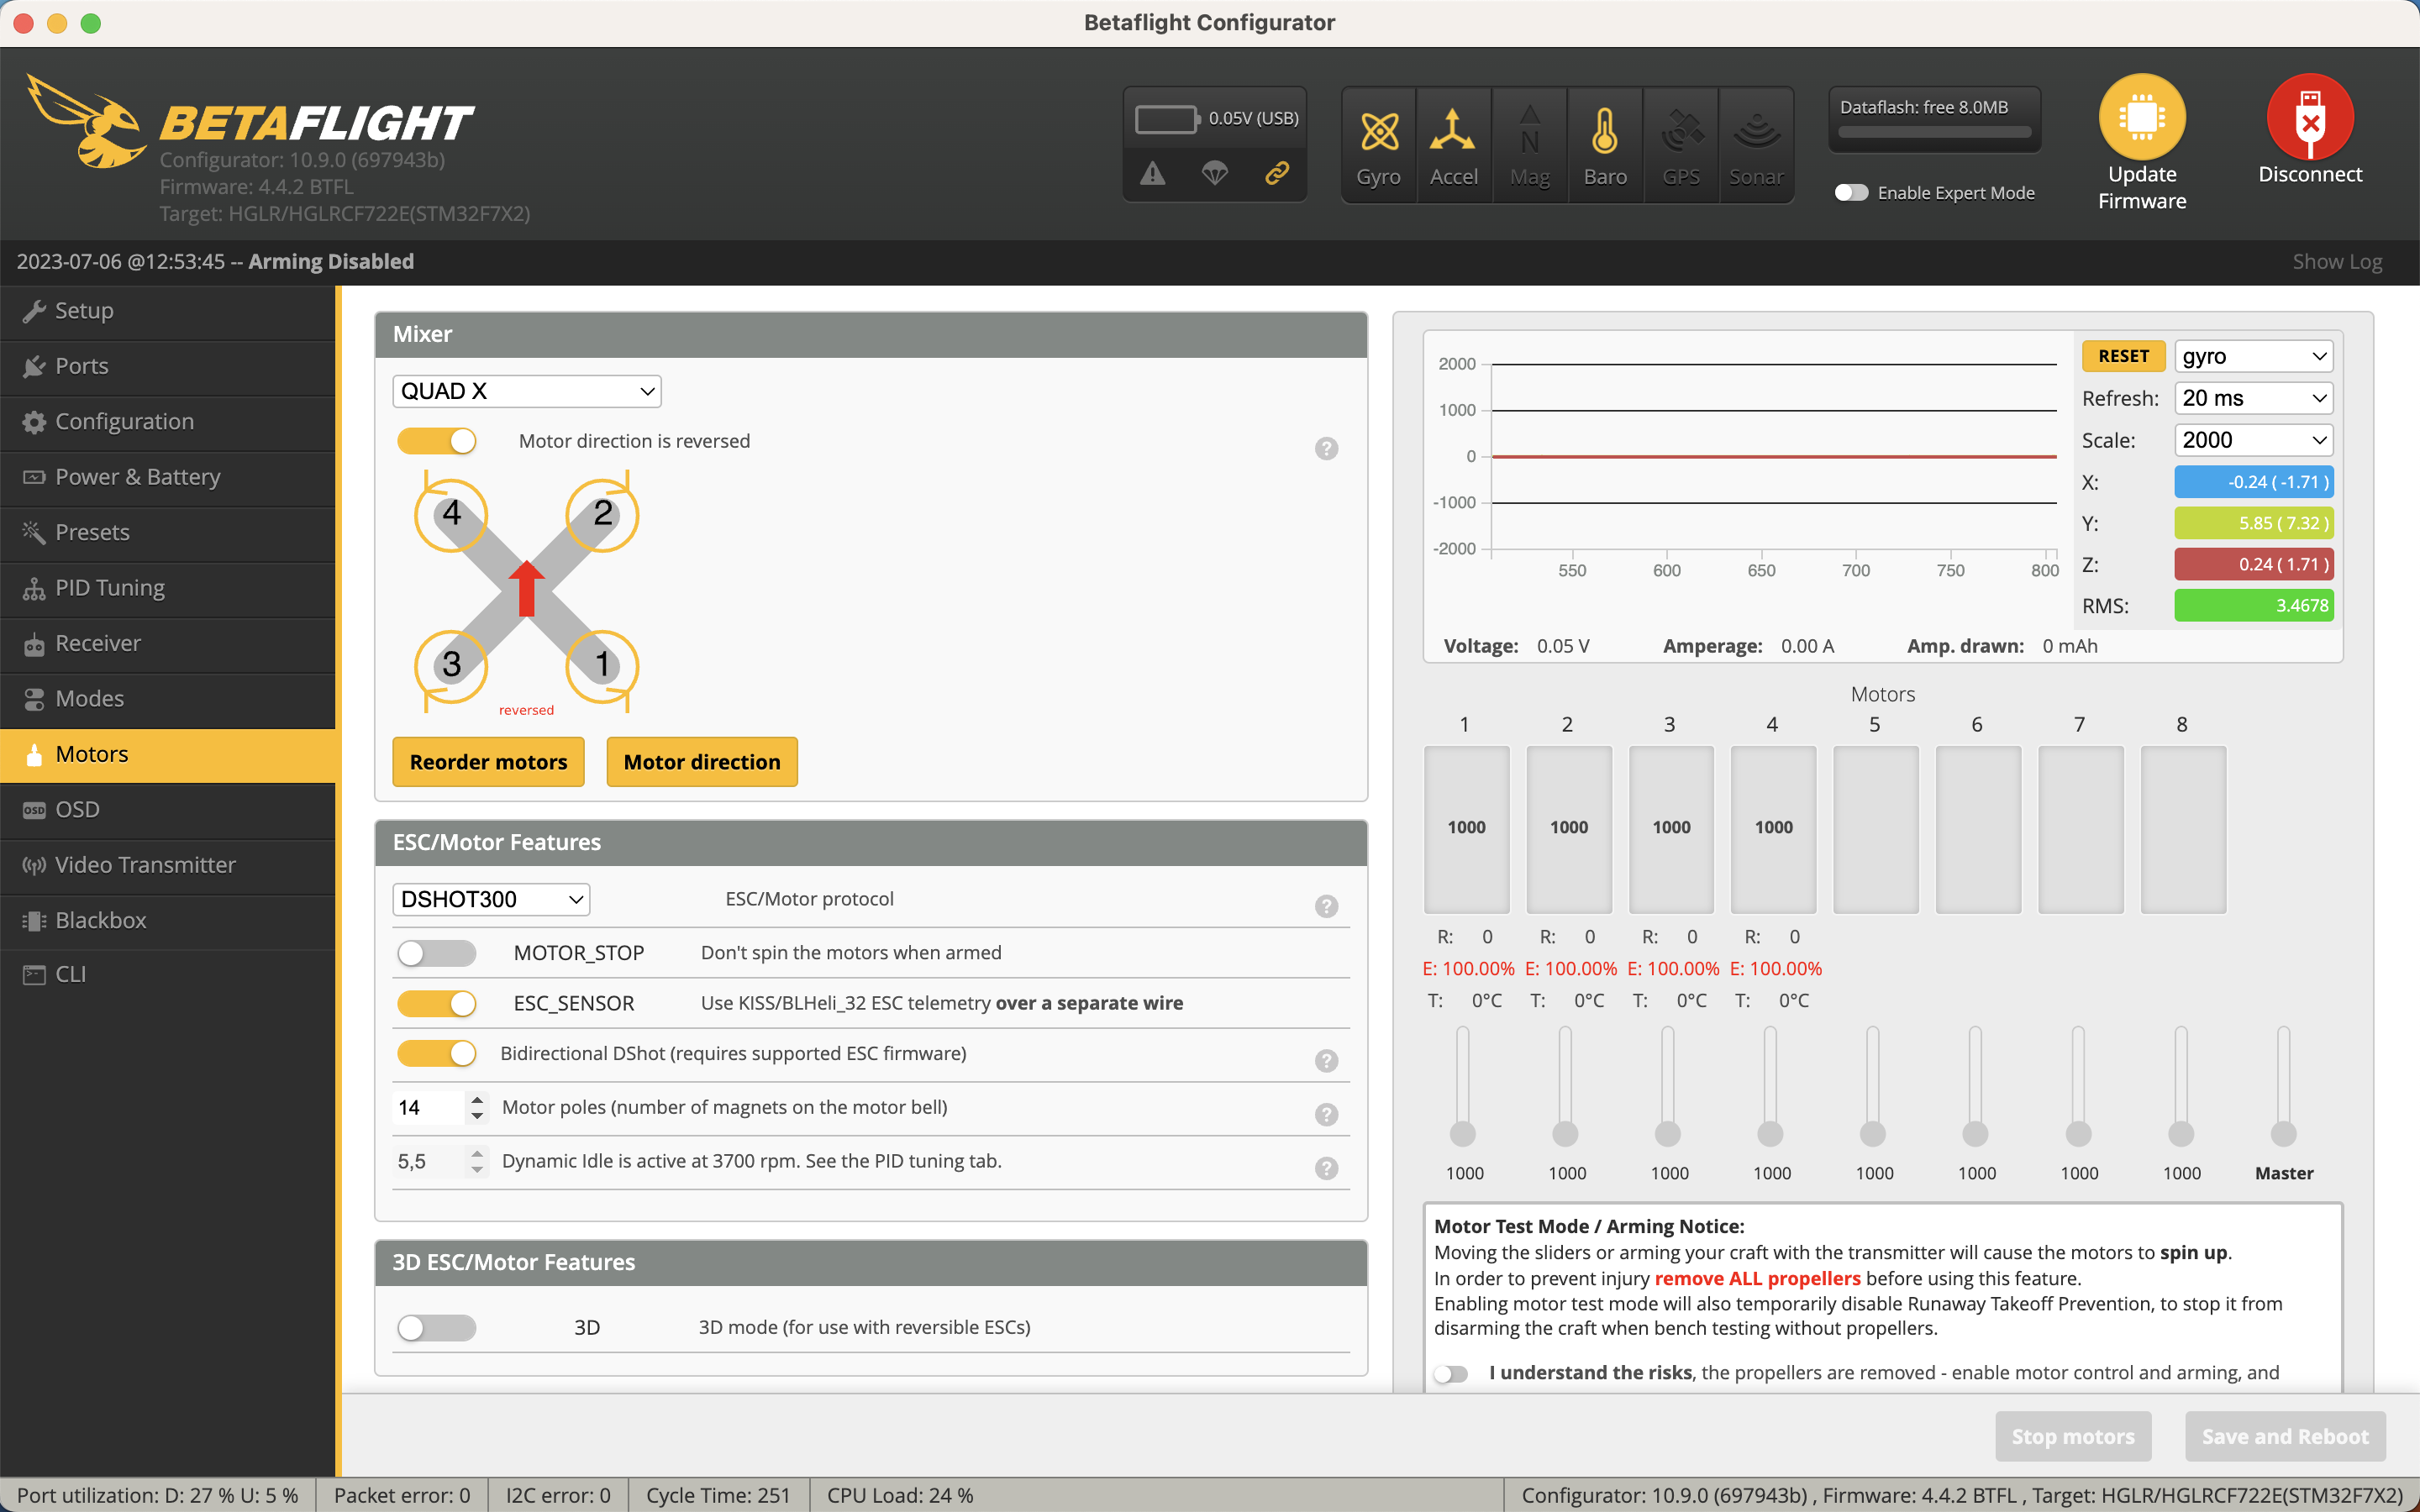 Betaflight Configurator
BETAFLIGHT
Configurator: 10.9.0 (697943b)
Firmware: 4.4.2 BTFL
Target: HGLR/HGLRCF722E(STM32F7X2)
0.05V (USB)
Gyro
Accel
N
Mag
Baro
GPS
Sonar
Dataflash: free 8.0MB
Enable Expert Mode
Update
Firmware
Disconnect
2023-07-06 @12:53:45 -- Arming Disabled
Show Log
Setup
Ports
Configuration
Power & Battery
Presets
PID Tuning
Receiver
Modes
Motors
OSD OSD
Video Transmitter
Blackbox
CLI
Mixer
QUAD X
Motor direction is reversed
?
4 2
3 1
reversed
Reorder motors
Motor direction
ESC/Motor Features
DSHOT300 ESC/Motor protocol ?
MOTOR_STOP Don't spin the motors when armed
ESC_SENSOR Use KISS/BLHeli_32 ESC telemetry over a separate wire
Bidirectional DShot (requires supported ESC firmware) ?
14 Motor poles (number of magnets on the motor bell) ?
5,5 Dynamic Idle is active at 3700 rpm. See the PID tuning tab. ?
3D ESC/Motor Features
3D 3D mode (for use with reversible ESCs)
2000
1000
0
-1000
-2000
550 600 650 700 750 800
RESET gyro
Refresh: 20 ms
Scale: 2000
X: -0.24 ( -1.71 )
Y: 5.85 ( 7.32 )
Z: 0.24 ( 1.71 )
RMS: 3.4678
Voltage: 0.05 V Amperage: 0.00 A Amp. drawn: 0 mAh
Motors
1 2 3 4 5 6 7 8
1000 1000 1000 1000
R: 0 R: 0 R: 0 R: 0
E: 100.00% E: 100.00% E: 100.00% E: 100.00%
T: 0°C T: 0°C T: 0°C T: 0°C
1000 1000 1000 1000 1000 1000 1000 1000 Master
Motor Test Mode / Arming Notice:
Moving the sliders or arming your craft with the transmitter will cause the motors to spin up.
In order to prevent injury remove ALL propellers before using this feature.
Enabling motor test mode will also temporarily disable Runaway Takeoff Prevention, to stop it from
disarming the craft when bench testing without propellers.
I understand the risks, the propellers are removed - enable motor control and arming, and
Stop motors
Save and Reboot
Port utilization: D: 27 % U: 5 % Packet error: 0 I2C error: 0 Cycle Time: 251 CPU Load: 24 % Configurator: 10.9.0 (697943b) , Firmware: 4.4.2 BTFL , Target: HGLR/HGLRCF722E(STM32F7X2)